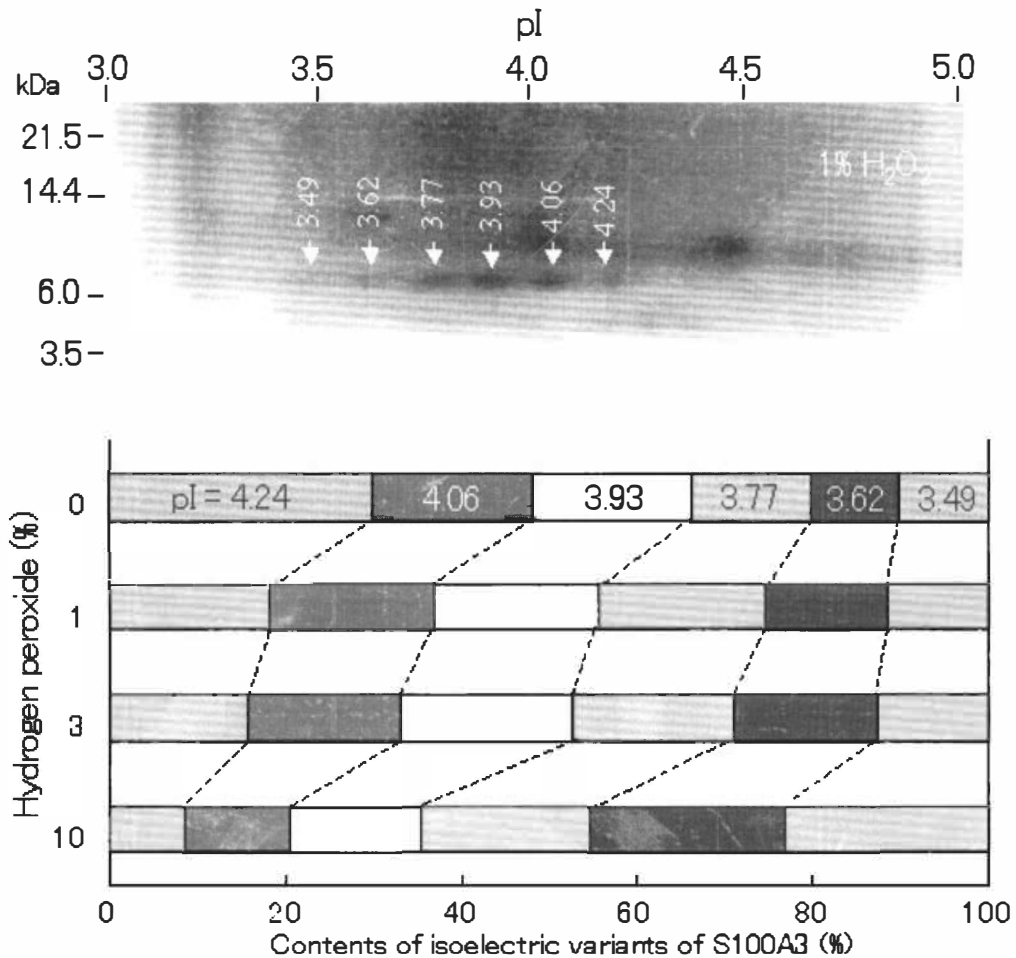 pI
3.0 3.5 4.0 4.5 5.0
kDa
21.5
14.4
6.0
3.5
1% H₂O₂
3.49 3.62 3.77 3.93 4.06 4.24
0 pI = 4.24 4.06 3.93 3.77 3.62 3.49
1
3
10
Hydrogen peroxide (%)
0 20 40 60 80 100
Contents of isoelectric variants of S100A3 (%)